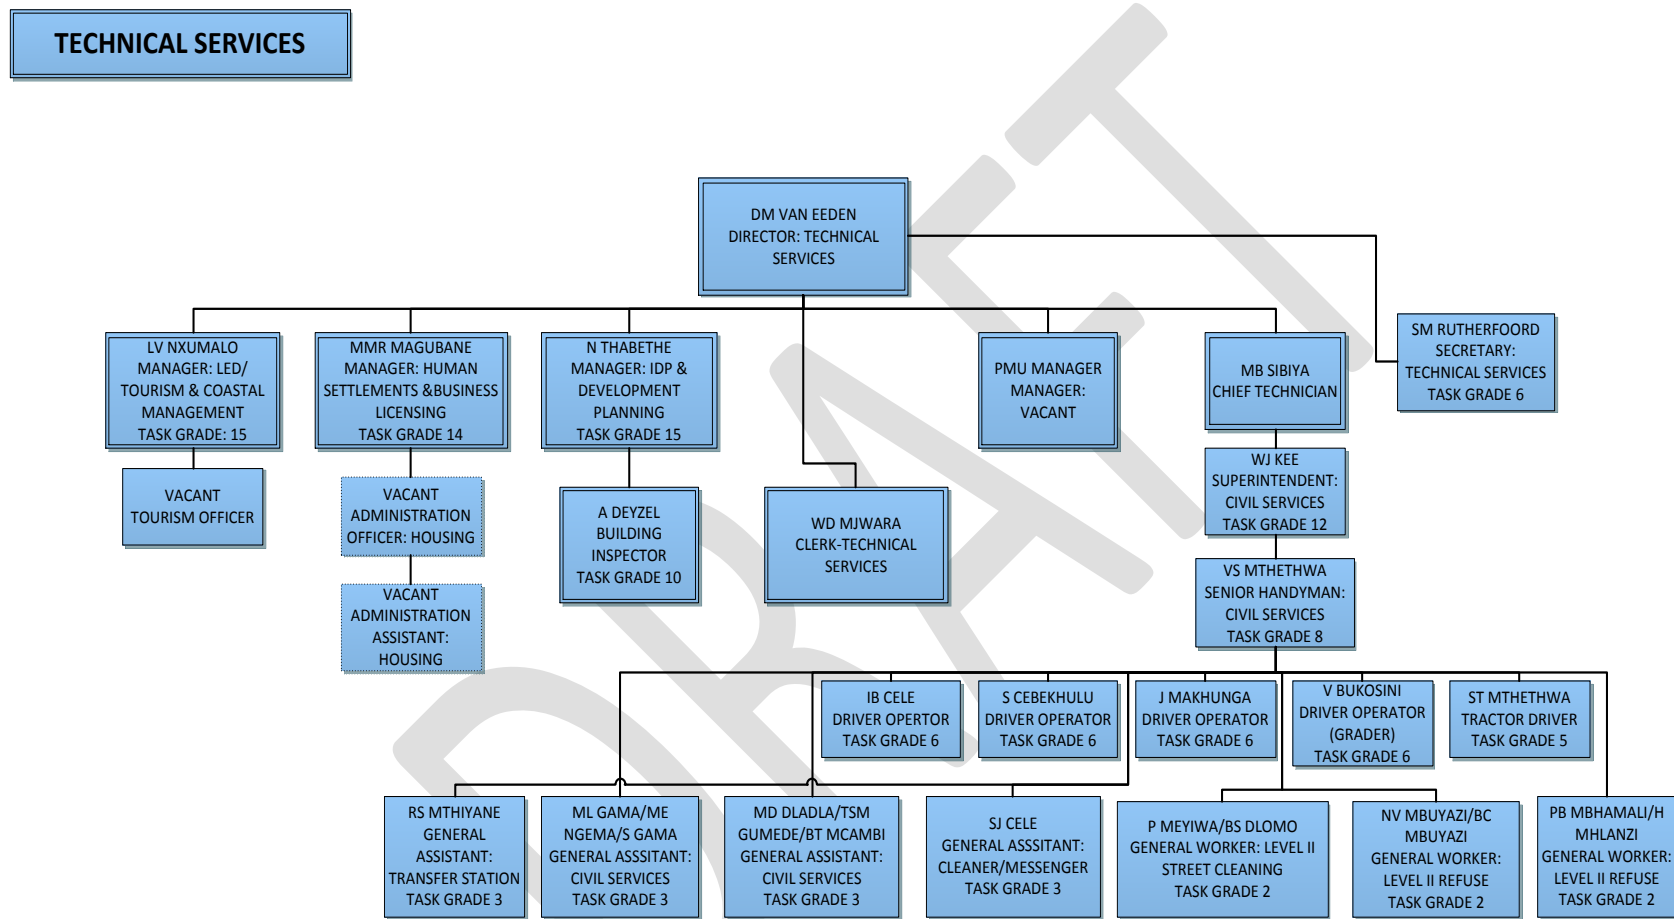 TECHNICAL SERVICES
DRAFT
DM VAN EEDEN
DIRECTOR: TECHNICAL
SERVICES
LV NXUMALO
MANAGER: LED/
TOURISM & COASTAL
MANAGEMENT
TASK GRADE: 15
MMR MAGUBANE
MANAGER: HUMAN
SETTLEMENTS &BUSINESS
LICENSING
TASK GRADE 14
N THABETHE
MANAGER: IDP &
DEVELOPMENT
PLANNING
TASK GRADE 15
PMU MANAGER
MANAGER:
VACANT
MB SIBIYA
CHIEF TECHNICIAN
SM RUTHERFOORD
SECRETARY:
TECHNICAL SERVICES
TASK GRADE 6
VACANT
TOURISM OFFICER
VACANT
ADMINISTRATION
OFFICER: HOUSING
A DEYZEL
BUILDING
INSPECTOR
TASK GRADE 10
WD MJWARA
CLERK-TECHNICAL
SERVICES
WJ KEE
SUPERINTENDENT:
CIVIL SERVICES
TASK GRADE 12
VACANT
ADMINISTRATION
ASSISTANT:
HOUSING
VS MTHETHWA
SENIOR HANDYMAN:
CIVIL SERVICES
TASK GRADE 8
IB CELE
DRIVER OPERTOR
TASK GRADE 6
S CEBEKHULU
DRIVER OPERATOR
TASK GRADE 6
J MAKHUNGA
DRIVER OPERATOR
TASK GRADE 6
V BUKOSINI
DRIVER OPERATOR
(GRADER)
TASK GRADE 6
ST MTHETHWA
TRACTOR DRIVER
TASK GRADE 5
RS MTHIYANE
GENERAL
ASSISTANT:
TRANSFER STATION
TASK GRADE 3
ML GAMA/ME
NGEMA/S GAMA
GENERAL ASSSITANT:
CIVIL SERVICES
TASK GRADE 3
MD DLADLA/TSM
GUMEDE/BT MCAMBI
GENERAL ASSISTANT:
CIVIL SERVICES
TASK GRADE 3
SJ CELE
GENERAL ASSSITANT:
CLEANER/MESSENGER
TASK GRADE 3
P MEYIWA/BS DLOMO
GENERAL WORKER: LEVEL II
STREET CLEANING
TASK GRADE 2
NV MBUYAZI/BC
MBUYAZI
GENERAL WORKER:
LEVEL II REFUSE
TASK GRADE 2
PB MBHAMALI/H
MHLANZI
GENERAL WORKER:
LEVEL II REFUSE
TASK GRADE 2